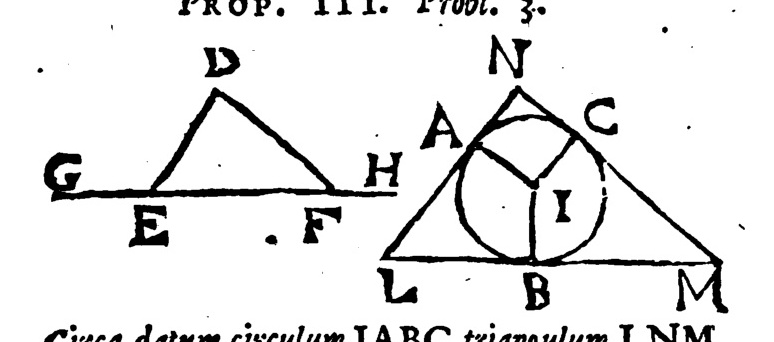 PROP. III. Probl. 3.
D
N
A
C
G
H
I
E
F
L
B
M
Circa datum circulum IABC triangulum LNM